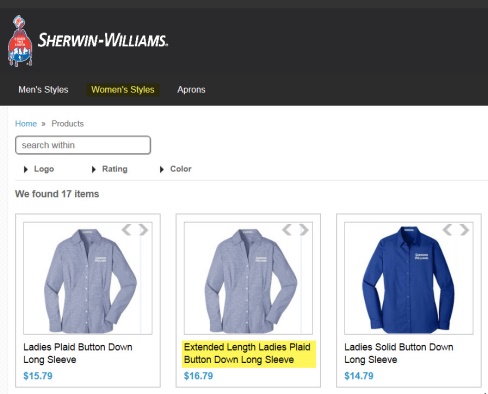 SHERWIN-WILLIAMS.
Men's Styles Women's Styles Aprons
Home » Products
search within
Logo Rating Color
We found 17 items
Ladies Plaid Button Down
Long Sleeve
$15.79
Extended Length Ladies Plaid
Button Down Long Sleeve
$16.79
Ladies Solid Button Down
Long Sleeve
$14.79